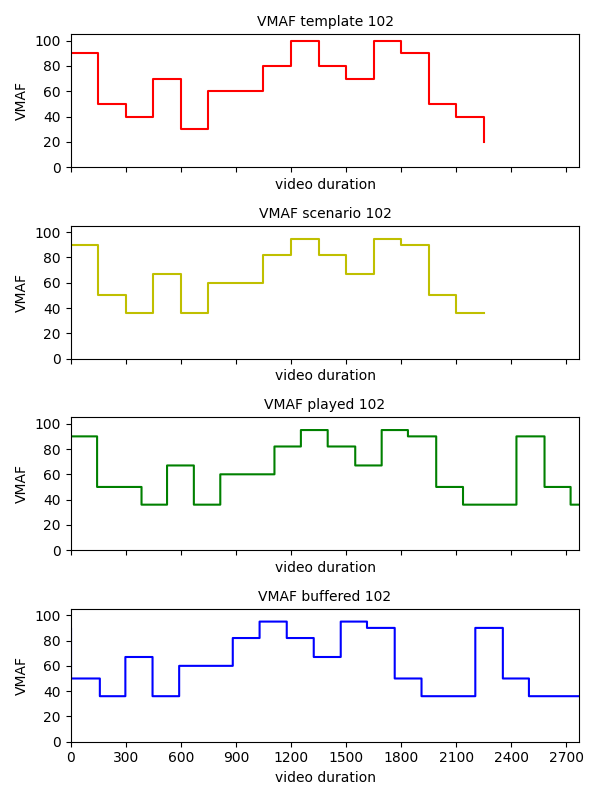 VMAF template 102
100
80
60
40
20
0
VMAF
video duration
VMAF scenario 102
100
80
60
40
20
0
VMAF
video duration
VMAF played 102
100
80
60
40
20
0
VMAF
video duration
VMAF buffered 102
100
80
60
40
20
0
VMAF
0 300 600 900 1200 1500 1800 2100 2400 2700
video duration